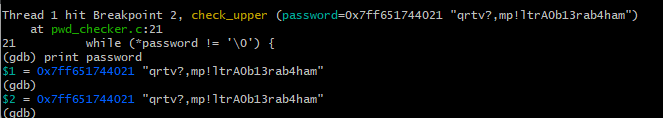 Thread 1 hit Breakpoint 2, check_upper (password=0x7ff651744021 "qrtv?,mp!ltrA0b13rab4ham")
    at pwd_checker.c:21
21          while (*password != '\0') {
(gdb) print password
$1 = 0x7ff651744021 "qrtv?,mp!ltrA0b13rab4ham"
(gdb)
$2 = 0x7ff651744021 "qrtv?,mp!ltrA0b13rab4ham"
(gdb)